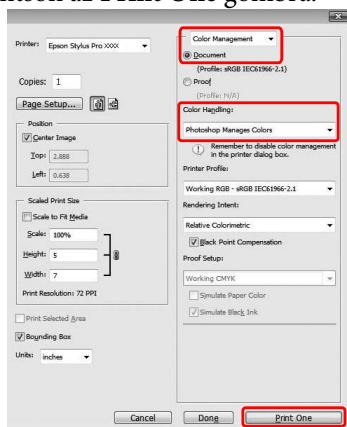 Printer: Epson Stylus Pro XXXX
Copies: 1
Page Setup...
Position
Center Image
Top: 2.888
Left: 0.638
Scaled Print Size
Scale to Fit Media
Scale: 100%
Height: 5
Width: 7
Print Resolution: 72 PPI
Print Selected Area
Bounding Box
Units: inches
Color Management
Document
(Profile: sRGB IEC61966-2.1)
Proof
(Profile: N/A)
Color Handling:
Photoshop Manages Colors
Remember to disable color management
in the printer dialog box.
Printer Profile:
Working RGB - sRGB IEC61966-2.1
Rendering Intent:
Relative Colorimetric
Black Point Compensation
Proof Setup:
Working CMYK
Simulate Paper Color
Simulate Black Ink
Cancel
Done
Print One